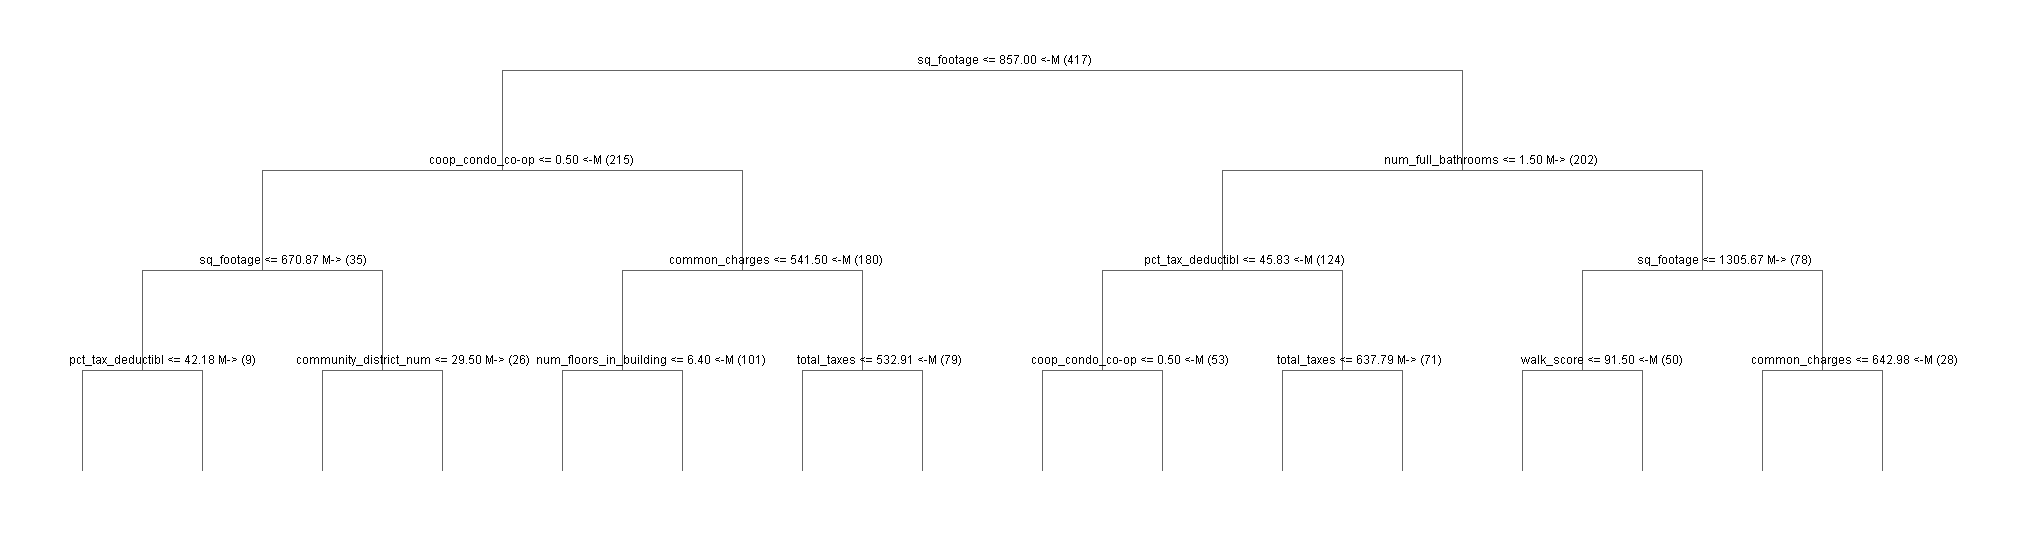 sq_footage <= 857.00 <-M (417)
coop_condo_co-op <= 0.50 <-M (215)
num_full_bathrooms <= 1.50 M-> (202)
sq_footage <= 670.87 M-> (35)
common_charges <= 541.50 <-M (180)
pct_tax_deductibl <= 45.83 <-M (124)
sq_footage <= 1305.67 M-> (78)
pct_tax_deductibl <= 42.18 M-> (9)
community_district_num <= 29.50 M-> (26)
num_floors_in_building <= 6.40 <-M (101)
total_taxes <= 532.91 <-M (79)
coop_condo_co-op <= 0.50 <-M (53)
total_taxes <= 637.79 M-> (71)
walk_score <= 91.50 <-M (50)
common_charges <= 642.98 <-M (28)